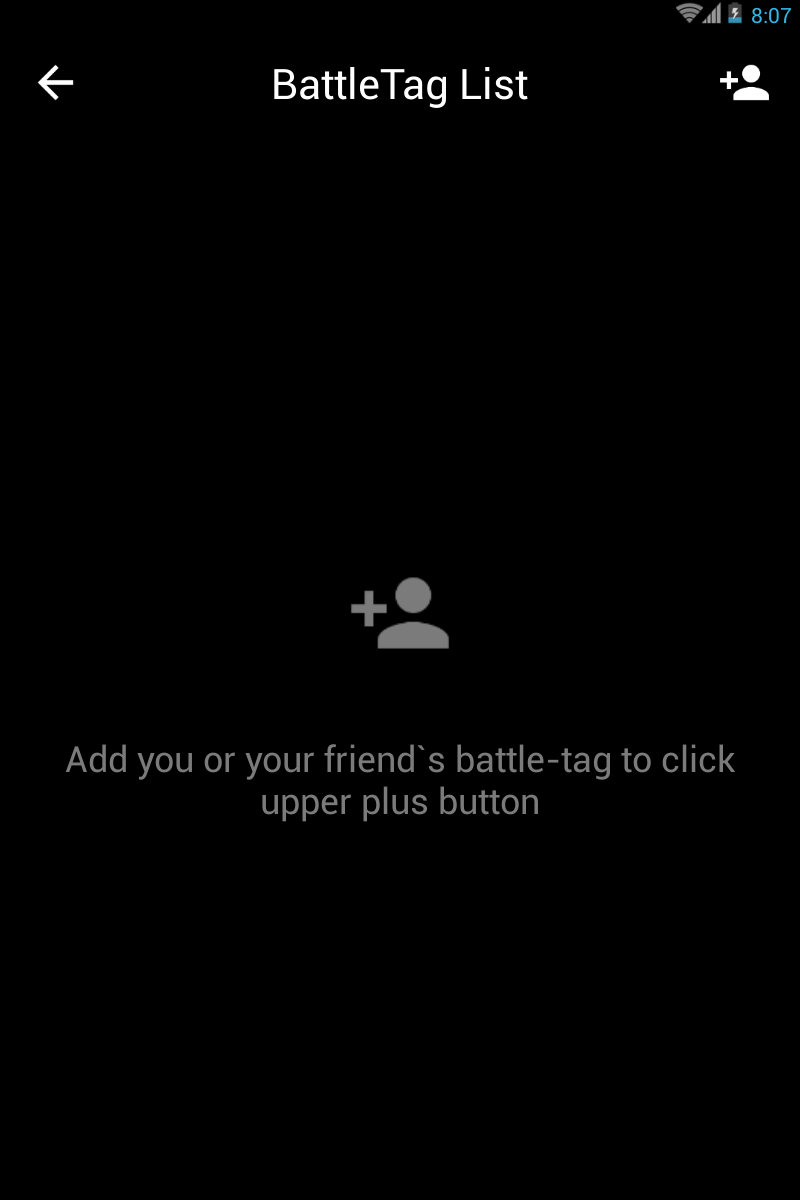 8:07
BattleTag List
Add you or your friend`s battle-tag to click
upper plus button